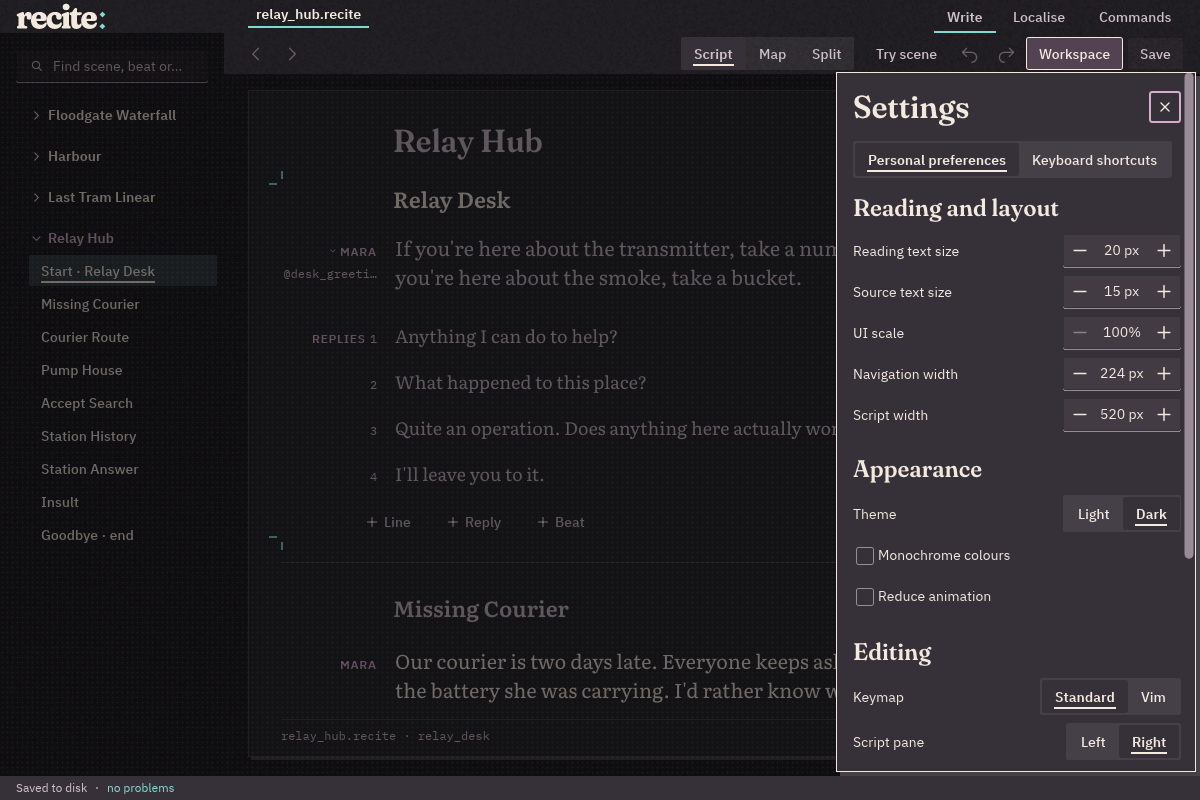 recite:
relay_hub.recite
Write
Localise
Commands
Script
Map
Split
Try scene
Workspace
Save
Find scene, beat or...
Floodgate Waterfall
Harbour
Last Tram Linear
Relay Hub
Start · Relay Desk
Missing Courier
Courier Route
Pump House
Accept Search
Station History
Station Answer
Insult
Goodbye · end
Relay Hub
Relay Desk
MARA
If you're here about the transmitter, take a num
@desk_greeti…
you're here about the smoke, take a bucket.
REPLIES 1
Anything I can do to help?
2
What happened to this place?
3
Quite an operation. Does anything here actually wor
4
I'll leave you to it.
+ Line
+ Reply
+ Beat
Missing Courier
MARA
Our courier is two days late. Everyone keeps asl
the battery she was carrying. I'd rather know w
relay_hub.recite · relay_desk
Settings
Personal preferences
Keyboard shortcuts
Reading and layout
Reading text size
− 20 px +
Source text size
− 15 px +
UI scale
− 100% +
Navigation width
− 224 px +
Script width
− 520 px +
Appearance
Theme
Light
Dark
Monochrome colours
Reduce animation
Editing
Keymap
Standard
Vim
Script pane
Left
Right
Saved to disk · no problems